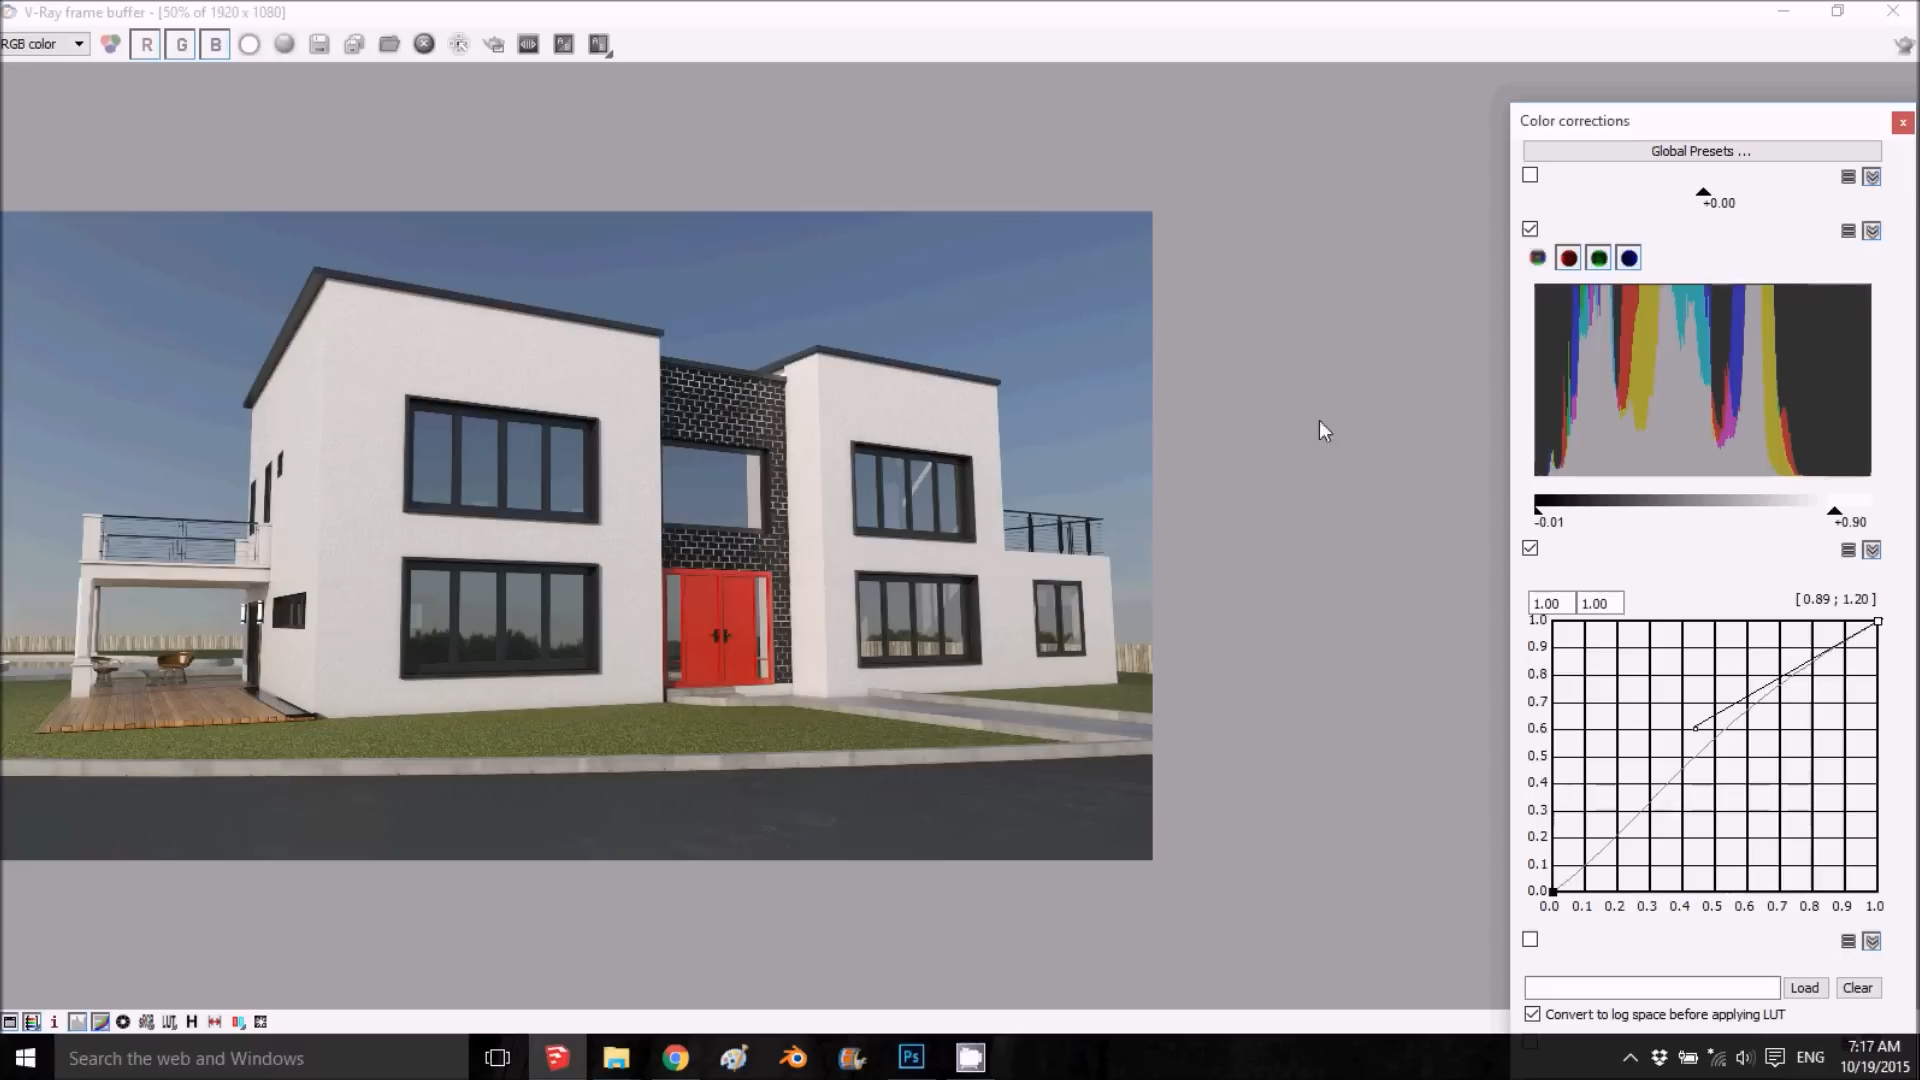 V-Ray frame buffer - [50% of 1920 x 1080]
RGB color
R G B
Color corrections
Global Presets ...
+0.00
-0.01
+0.90
1.00 1.00 [ 0.89 ; 1.20 ]
1.0
0.9
0.8
0.7
0.6
0.5
0.4
0.3
0.2
0.1
0.0
0.0 0.1 0.2 0.3 0.4 0.5 0.6 0.7 0.8 0.9 1.0
Load Clear
Convert to log space before applying LUT
i LUT H
Search the web and Windows
Ps
ENG
7:17 AM
10/19/2015